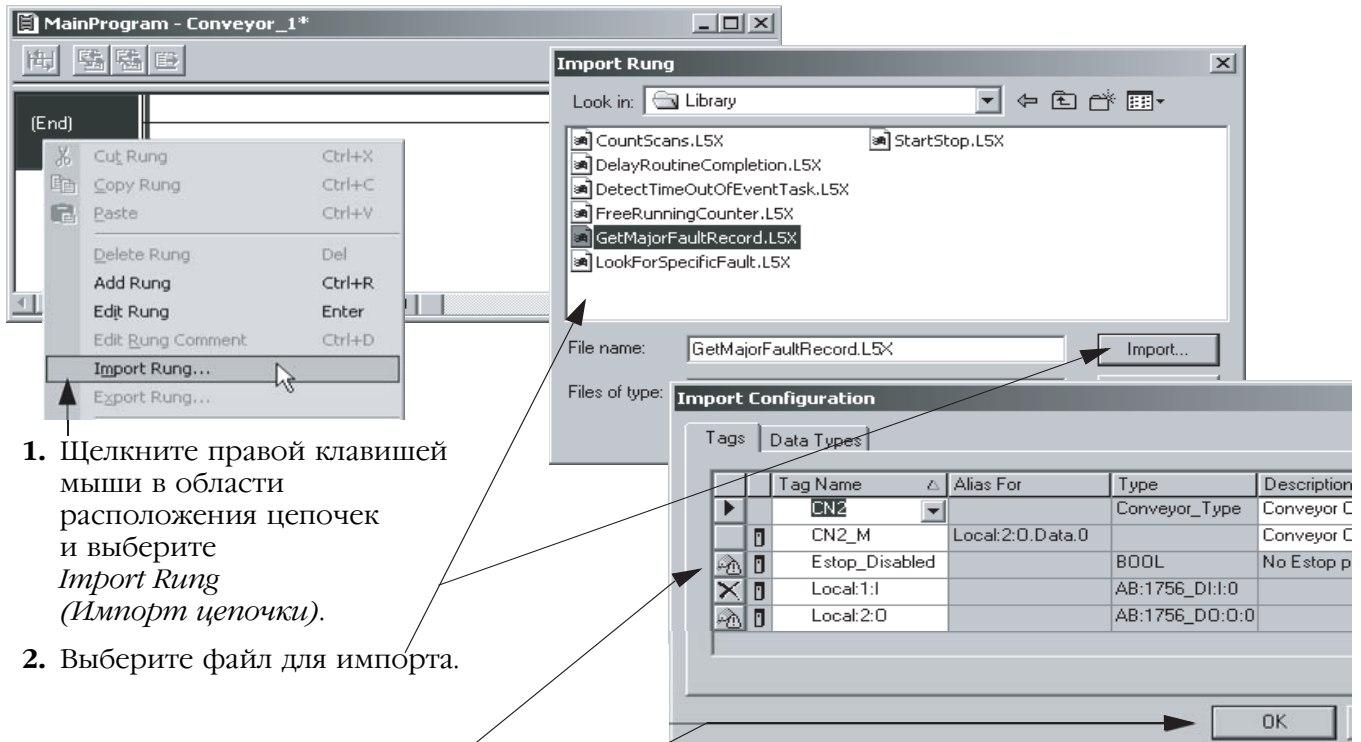 MainProgram - Conveyor_1*
(End)
Cut Rung Ctrl+X
Copy Rung Ctrl+C
Paste Ctrl+V
Delete Rung Del
Add Rung Ctrl+R
Edit Rung Enter
Edit Rung Comment Ctrl+D
Import Rung...
Export Rung...
Import Rung
Look in: Library
CountScans.L5X StartStop.L5X
DelayRoutineCompletion.L5X
DetectTimeOutOfEventTask.L5X
FreeRunningCounter.L5X
GetMajorFaultRecord.L5X
LookForSpecificFault.L5X
File name: GetMajorFaultRecord.L5X Import...
Files of type:
Import Configuration
Tags Data Types
Tag Name Alias For Type Description
CN2 Conveyor_Type Conveyor C
CN2_M Local:2:O.Data.0 Conveyor C
Estop_Disabled BOOL No Estop p
Local:1:I AB:1756_DI:I:0
Local:2:O AB:1756_DO:O:0
OK
1. Щелкните правой клавишей
мыши в области
расположения цепочек
и выберите
Import Rung
(Импорт цепочки).
2. Выберите файл для импорта.